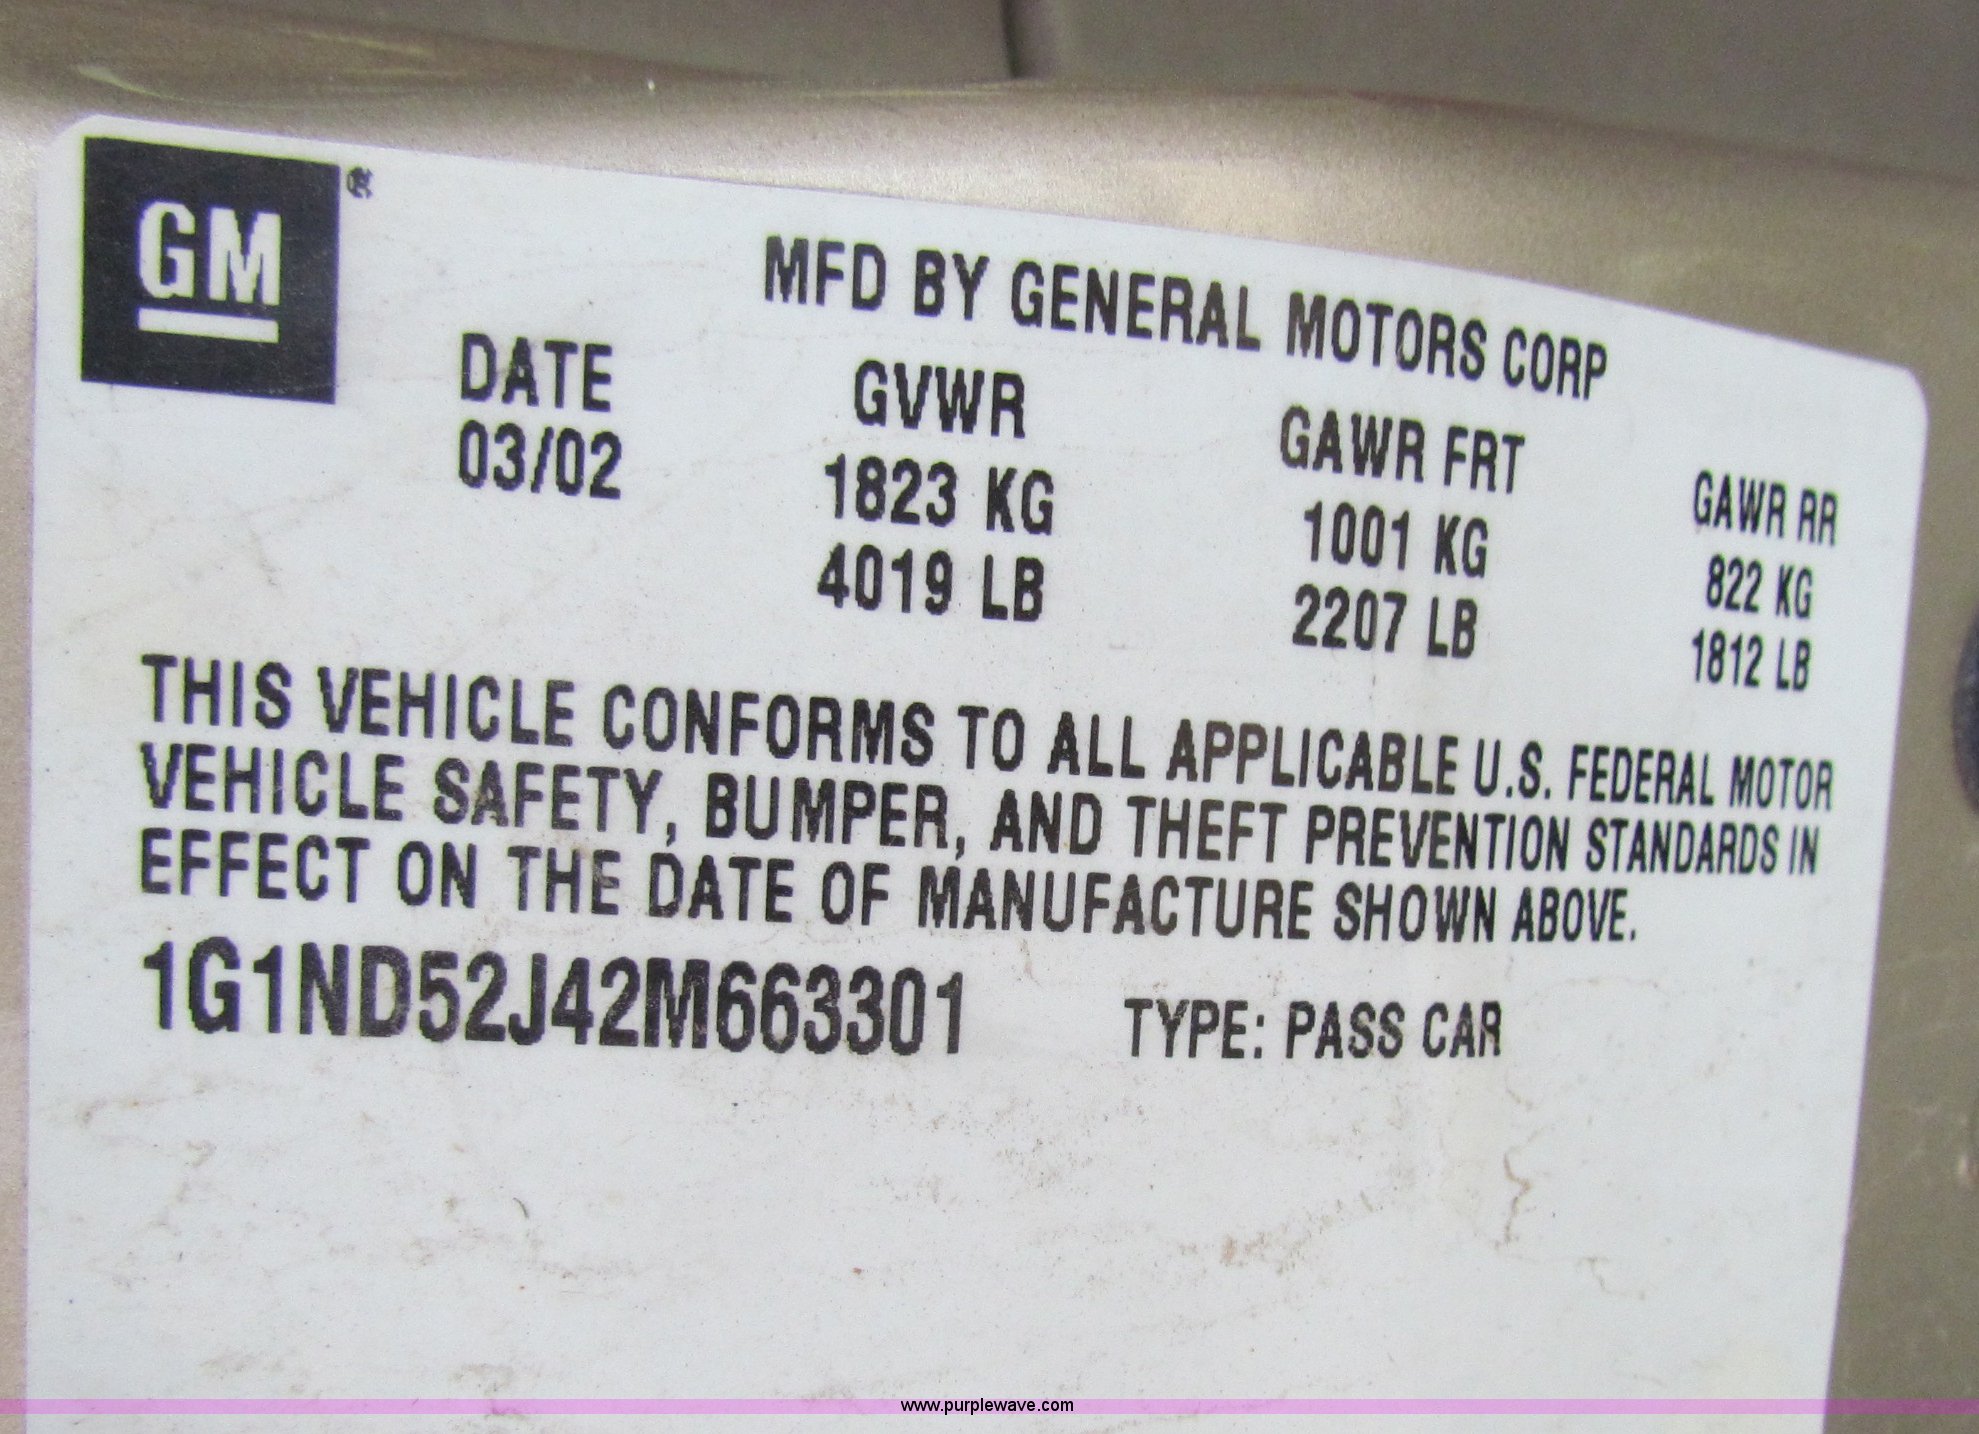 GM®
MFD BY GENERAL MOTORS CORP
DATE GVWR GAWR FRT GAWR RR
03/02 1823 KG 1001 KG 822 KG
4019 LB 2207 LB 1812 LB
THIS VEHICLE CONFORMS TO ALL APPLICABLE U.S. FEDERAL MOTOR
VEHICLE SAFETY, BUMPER, AND THEFT PREVENTION STANDARDS IN
EFFECT ON THE DATE OF MANUFACTURE SHOWN ABOVE.
1G1ND52J42M663301 TYPE: PASS CAR
www.purplewave.com